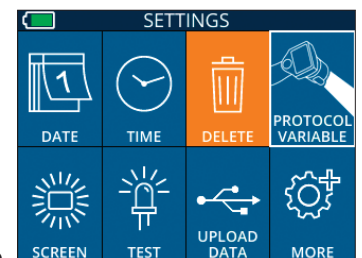 SETTINGS
1
DATE
TIME
DELETE
PROTOCOL
VARIABLE
SCREEN
TEST
UPLOAD
DATA
MORE